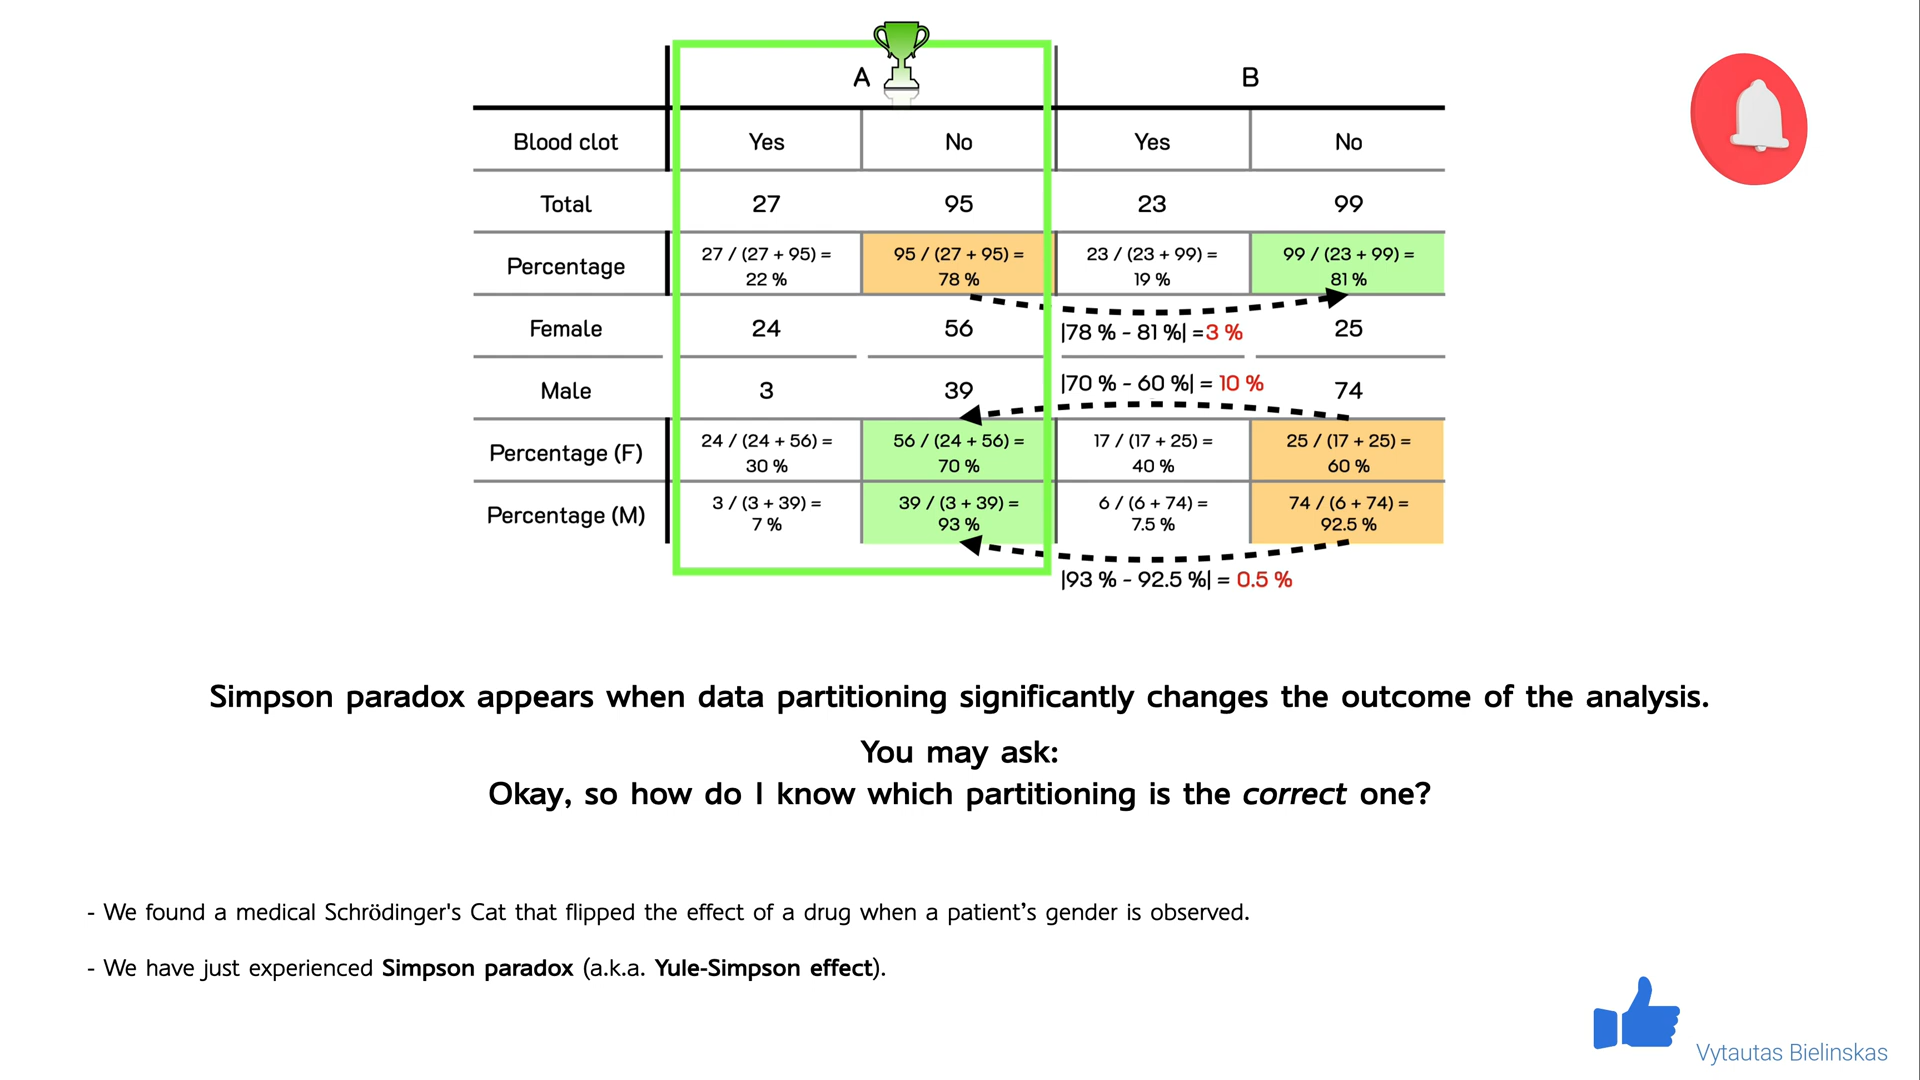 A B
Blood clot Yes No Yes No
Total 27 95 23 99
Percentage 27 / (27 + 95) = 22 % 95 / (27 + 95) = 78 % 23 / (23 + 99) = 19 % 99 / (23 + 99) = 81 %
Female 24 56 |78 % - 81 %| =3 % 25
Male 3 39 |70 % - 60 %| = 10 % 74
Percentage (F) 24 / (24 + 56) = 30 % 56 / (24 + 56) = 70 % 17 / (17 + 25) = 40 % 25 / (17 + 25) = 60 %
Percentage (M) 3 / (3 + 39) = 7 % 39 / (3 + 39) = 93 % 6 / (6 + 74) = 7.5 % 74 / (6 + 74) = 92.5 %
|93 % - 92.5 %| = 0.5 %
Simpson paradox appears when data partitioning significantly changes the outcome of the analysis.
You may ask:
Okay, so how do I know which partitioning is the correct one?
- We found a medical Schrödinger's Cat that flipped the effect of a drug when a patient’s gender is observed.
- We have just experienced Simpson paradox (a.k.a. Yule-Simpson effect).
Vytautas Bielinskas